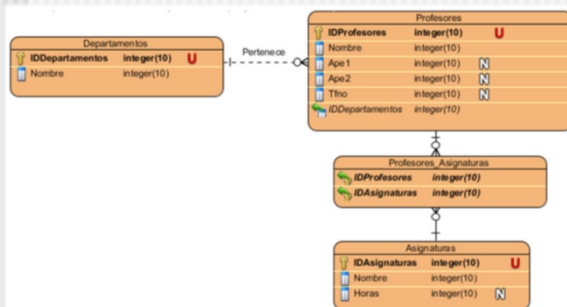 Departamentos
IDDepartamentos integer(10) U
Nombre integer(10)
Pertenece
Profesores
IDProfesores integer(10) U
Nombre integer(10)
Ape1 integer(10) N
Ape2 integer(10) N
Tfno integer(10) N
IDDepartamentos integer(10)
Profesores_Asignaturas
IDProfesores integer(10)
IDAsignaturas integer(10)
Asignaturas
IDAsignaturas integer(10) U
Nombre integer(10)
Horas integer(10) N